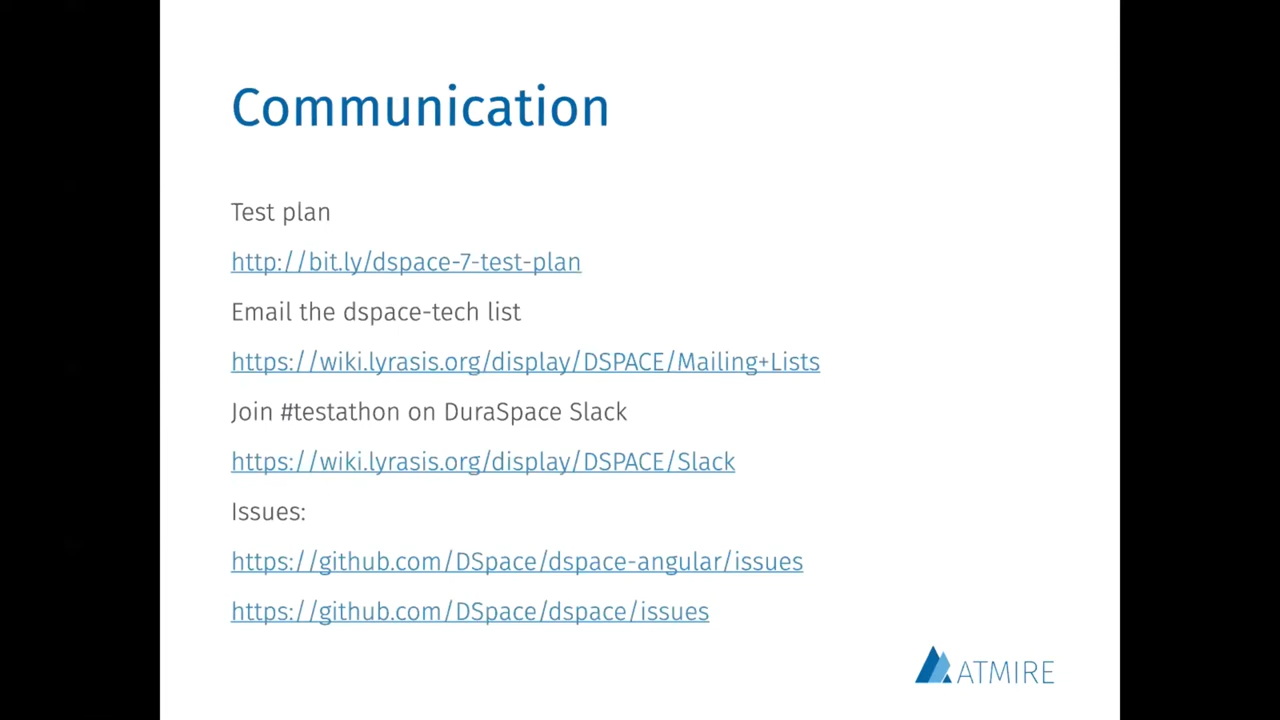 Communication
Test plan
http://bit.ly/dspace-7-test-plan
Email the dspace-tech list
https://wiki.lyrasis.org/display/DSPACE/Mailing+Lists
Join #testathon on DuraSpace Slack
https://wiki.lyrasis.org/display/DSPACE/Slack
Issues:
https://github.com/DSpace/dspace-angular/issues
https://github.com/DSpace/dspace/issues
ATMIRE